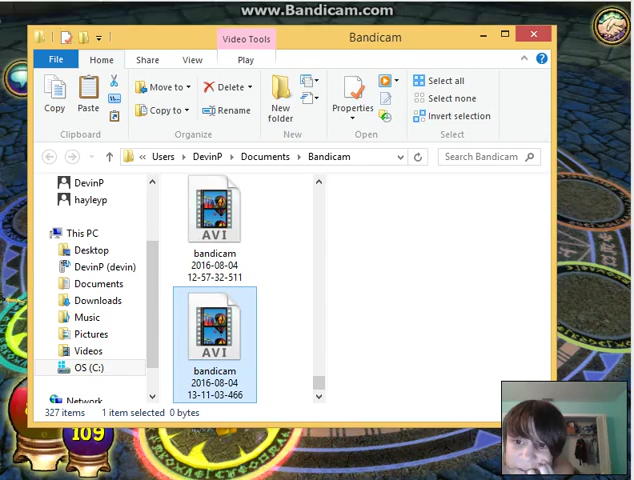 www.Bandicam.com
Video Tools
Bandicam
File
Home
Share
View
Play
Copy
Paste
Clipboard
Move to
Copy to
Delete
Rename
Organize
New folder
New
Properties
Open
Select all
Select none
Invert selection
Select
« Users DevinP Documents Bandicam
Search Bandicam
DevinP
hayleyp
This PC
Desktop
DevinP (devin)
Documents
Downloads
Music
Pictures
Videos
OS (C:)
Network
AVI
bandicam
2016-08-04
12-57-32-511
AVI
bandicam
2016-08-04
13-11-03-466
327 items 1 item selected 0 bytes
109